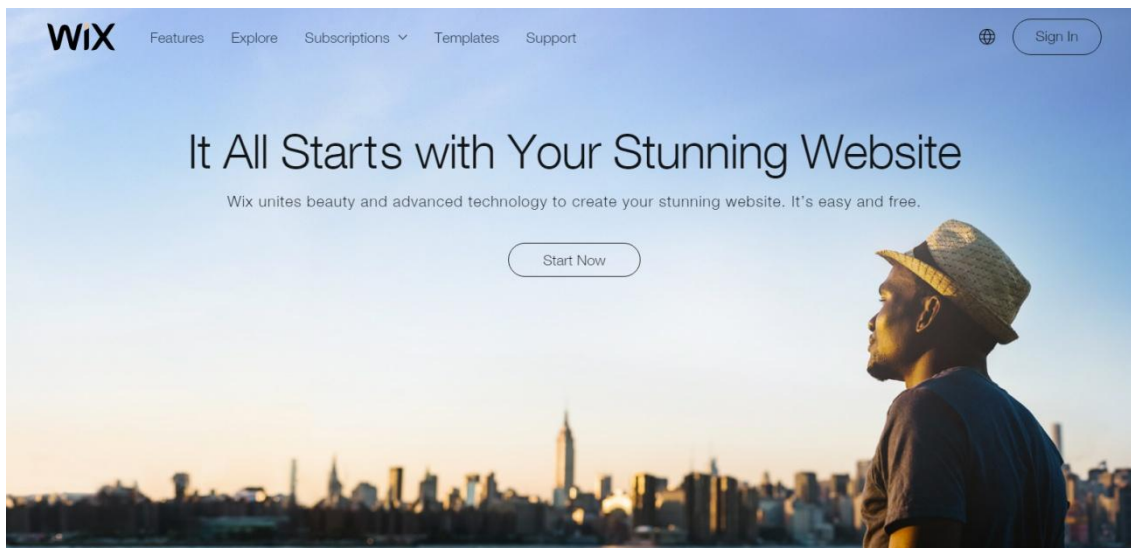 WiX Features Explore Subscriptions Templates Support Sign In
It All Starts with Your Stunning Website
Wix unites beauty and advanced technology to create your stunning website. It's easy and free.
Start Now